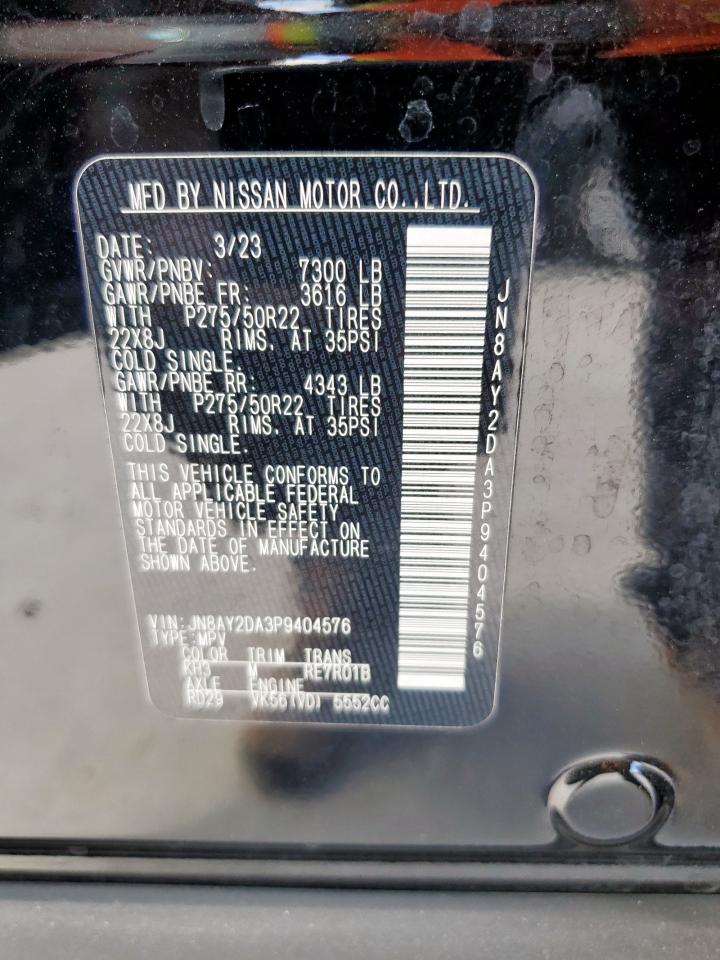 MFD BY NISSAN MOTOR CO.,LTD.
DATE: 3/23
GVWR/PNBV: 7300 LB
GAWR/PNBE FR: 3616 LB
WITH P275/50R22 TIRES
22X8J RIMS. AT 35PSI
COLD SINGLE.
GAWR/PNBE RR: 4343 LB
WITH P275/50R22 TIRES
22X8J RIMS. AT 35PSI
COLD SINGLE.
THIS VEHICLE CONFORMS TO
ALL APPLICABLE FEDERAL
MOTOR VEHICLE SAFETY
STANDARDS IN EFFECT ON
THE DATE OF MANUFACTURE
SHOWN ABOVE.
VIN:JN8AY2DA3P9404576
TYPE:MPV
COLOR TRIM TRANS
KH3 M RE7R01B
AXLE ENGINE
RD29 VK56(VD) 5552CC
JN8AY2DA3P9404576